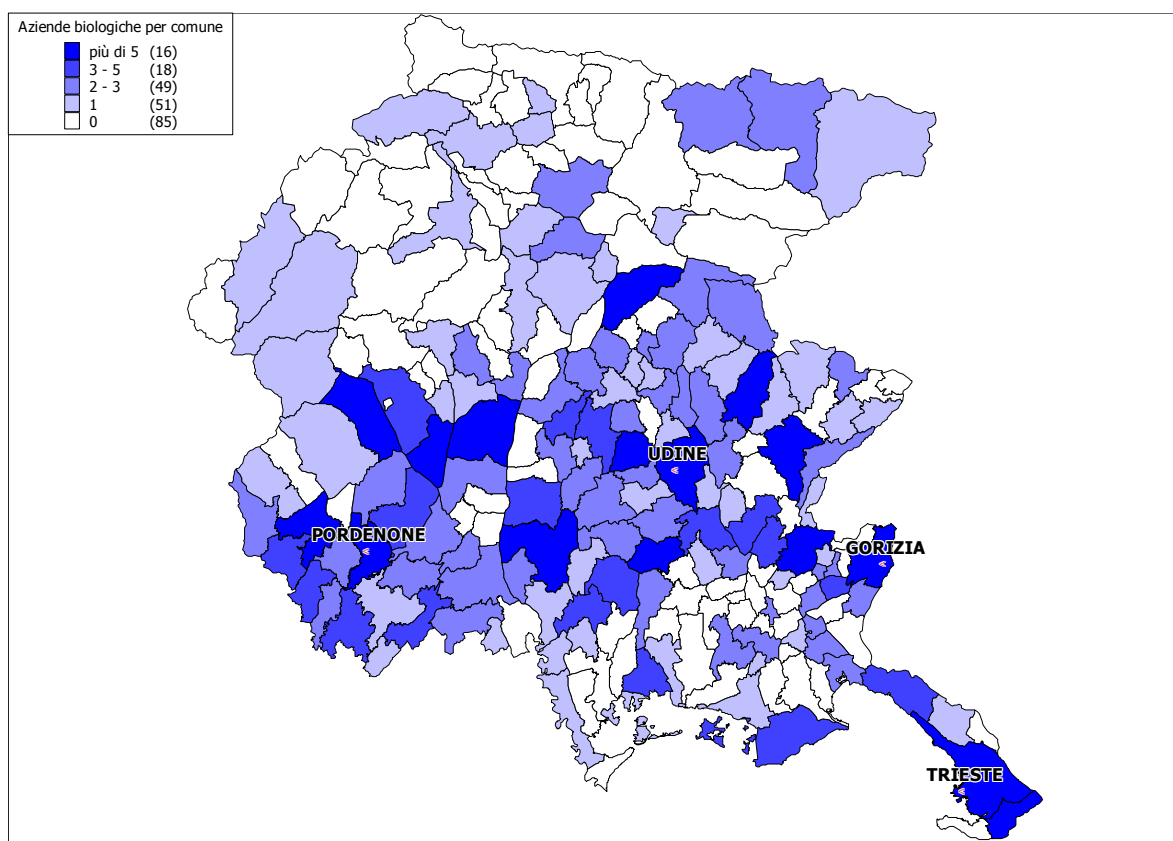 Aziende biologiche per comune
più di 5 (16)
3 - 5 (18)
2 - 3 (49)
1 (51)
0 (85)
UDINE
PORDENONE
GORIZIA
TRIESTE